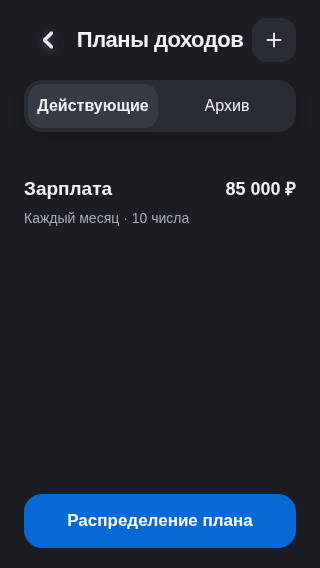 Планы доходов
Действующие
Архив
Зарплата
85 000 ₽
Каждый месяц · 10 числа
Распределение плана